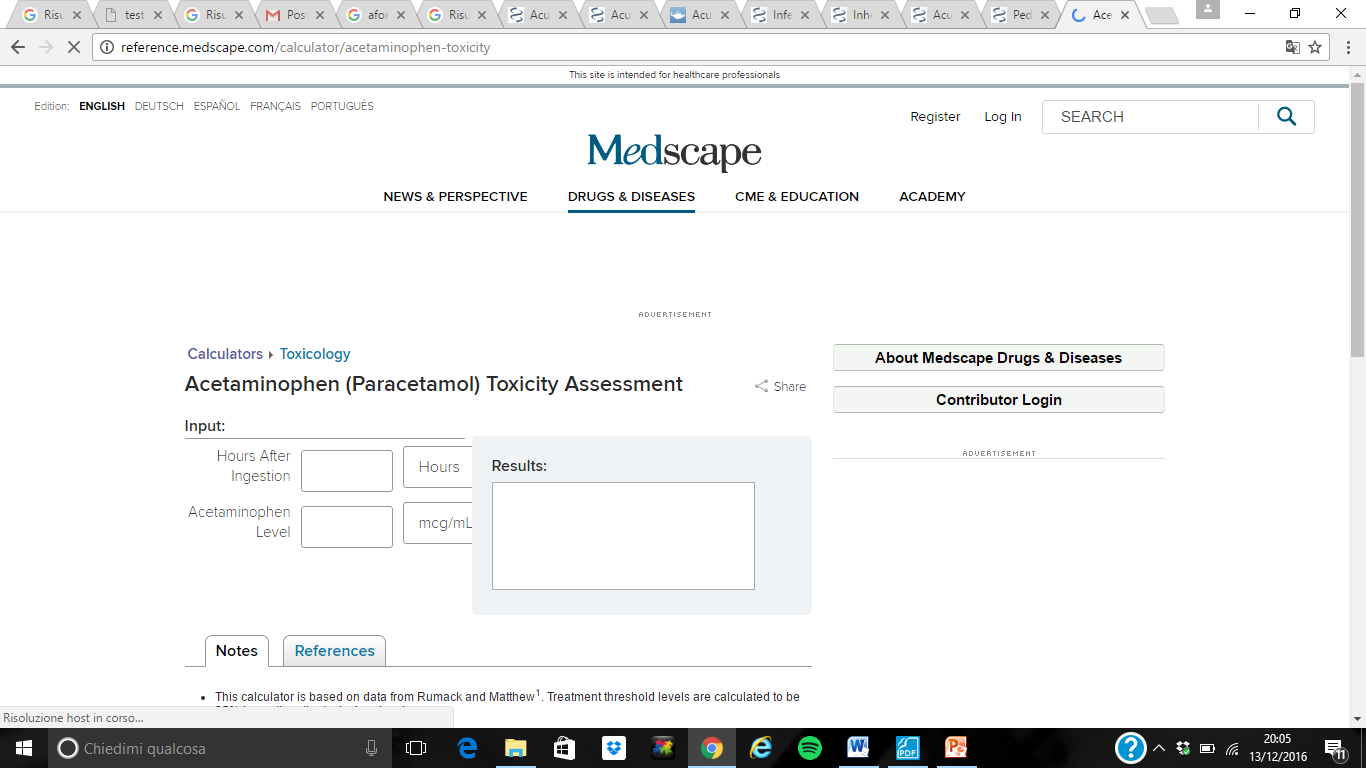 Risu test Risu Pos afor Risu Acu Acu Acu Infe Inh Acu Pedi Ace
reference.medscape.com/calculator/acetaminophen-toxicity
This site is intended for healthcare professionals
Edition: ENGLISH DEUTSCH ESPAÑOL FRANÇAIS PORTUGUÊS
Register Log In SEARCH
Medscape
NEWS & PERSPECTIVE DRUGS & DISEASES CME & EDUCATION ACADEMY
ADVERTISEMENT
Calculators Toxicology
Acetaminophen (Paracetamol) Toxicity Assessment
Share
About Medscape Drugs & Diseases
Contributor Login
ADVERTISEMENT
Input:
Hours After
Ingestion
Hours
Acetaminophen
Level
mcg/mL
Results:
Notes References
• This calculator is based on data from Rumack and Matthew1. Treatment threshold levels are calculated to be
Risoluzione host in corso...
Chiedimi qualcosa
PDF
20:05
13/12/2016
11